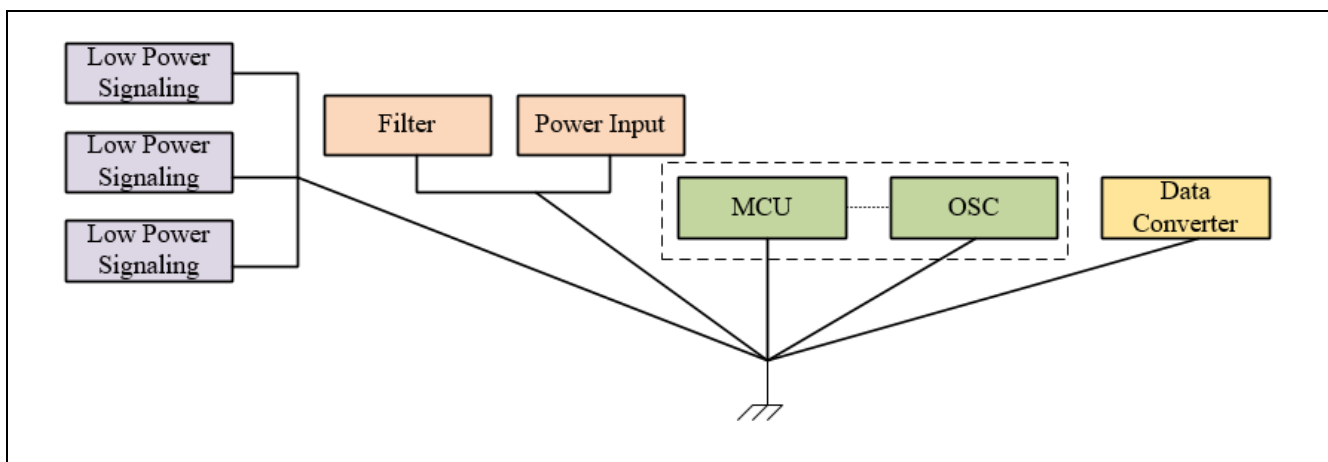 Low Power
Signaling
Low Power
Signaling
Low Power
Signaling
Filter
Power Input
MCU
OSC
Data
Converter